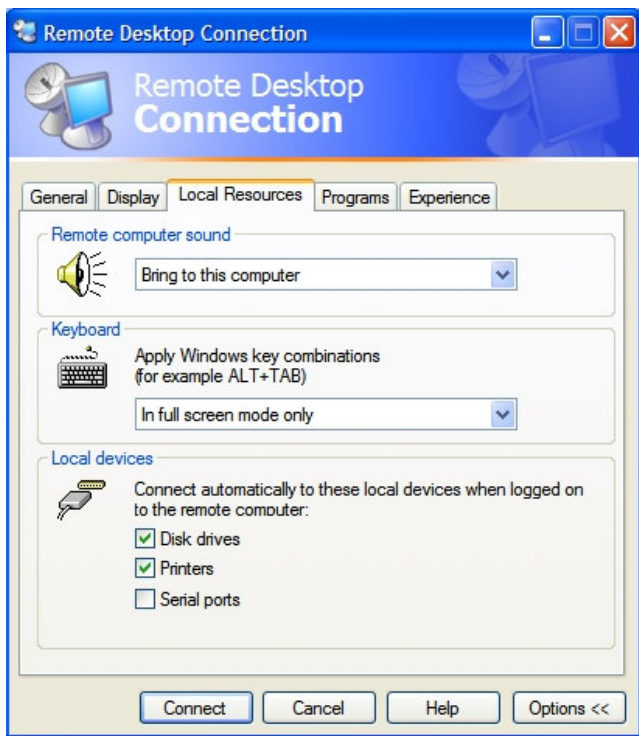 Remote Desktop Connection
Remote Desktop
Connection
General Display Local Resources Programs Experience
Remote computer sound
Bring to this computer
Keyboard
Apply Windows key combinations
(for example ALT+TAB)
In full screen mode only
Local devices
Connect automatically to these local devices when logged on
to the remote computer:
Disk drives
Printers
Serial ports
Connect Cancel Help Options <<